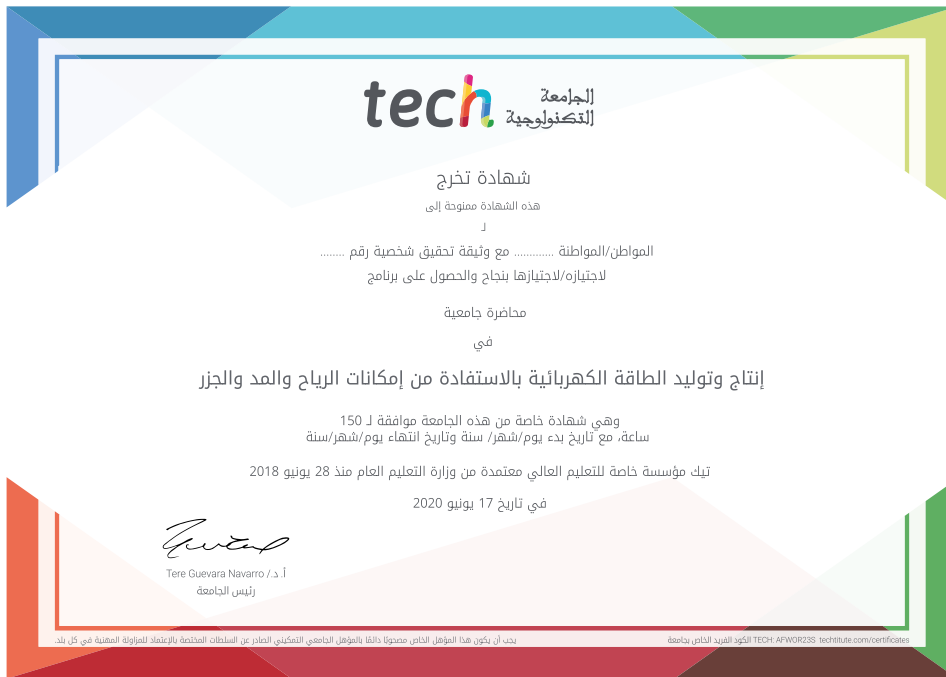 tech الجامعة
التكنولوجية
شهادة تخرج
هذه الشهادة ممنوحة إلى
لـ
المواطن/المواطنة ............ مع وثيقة تحقيق شخصية رقم ........
لاجتيازه/لاجتيازها بنجاح والحصول على برنامج
محاضرة جامعية
في
إنتاج وتوليد الطاقة الكهربائية بالاستفادة من إمكانات الرياح والمد والجزر
وهي شهادة خاصة من هذه الجامعة موافقة لـ 150
ساعة، مع تاريخ بدء يوم/شهر/ سنة وتاريخ انتهاء يوم/شهر/سنة
تيك مؤسسة خاصة للتعليم العالي معتمدة من وزارة التعليم العام منذ 28 يونيو 2018
في تاريخ 17 يونيو 2020
أ. د./ Tere Guevara Navarro
رئيس الجامعة
يجب أن يكون هذا المؤهل الخاص مصحوبًا دائمًا بالمؤهل الجامعي التمكيني الصادر عن السلطات المختصة بالإعتماد للمزاولة المهنية في كل بلد.
الكود الفريد الخاص بجامعة TECH: AFWOR23S techtitute.com/certificates